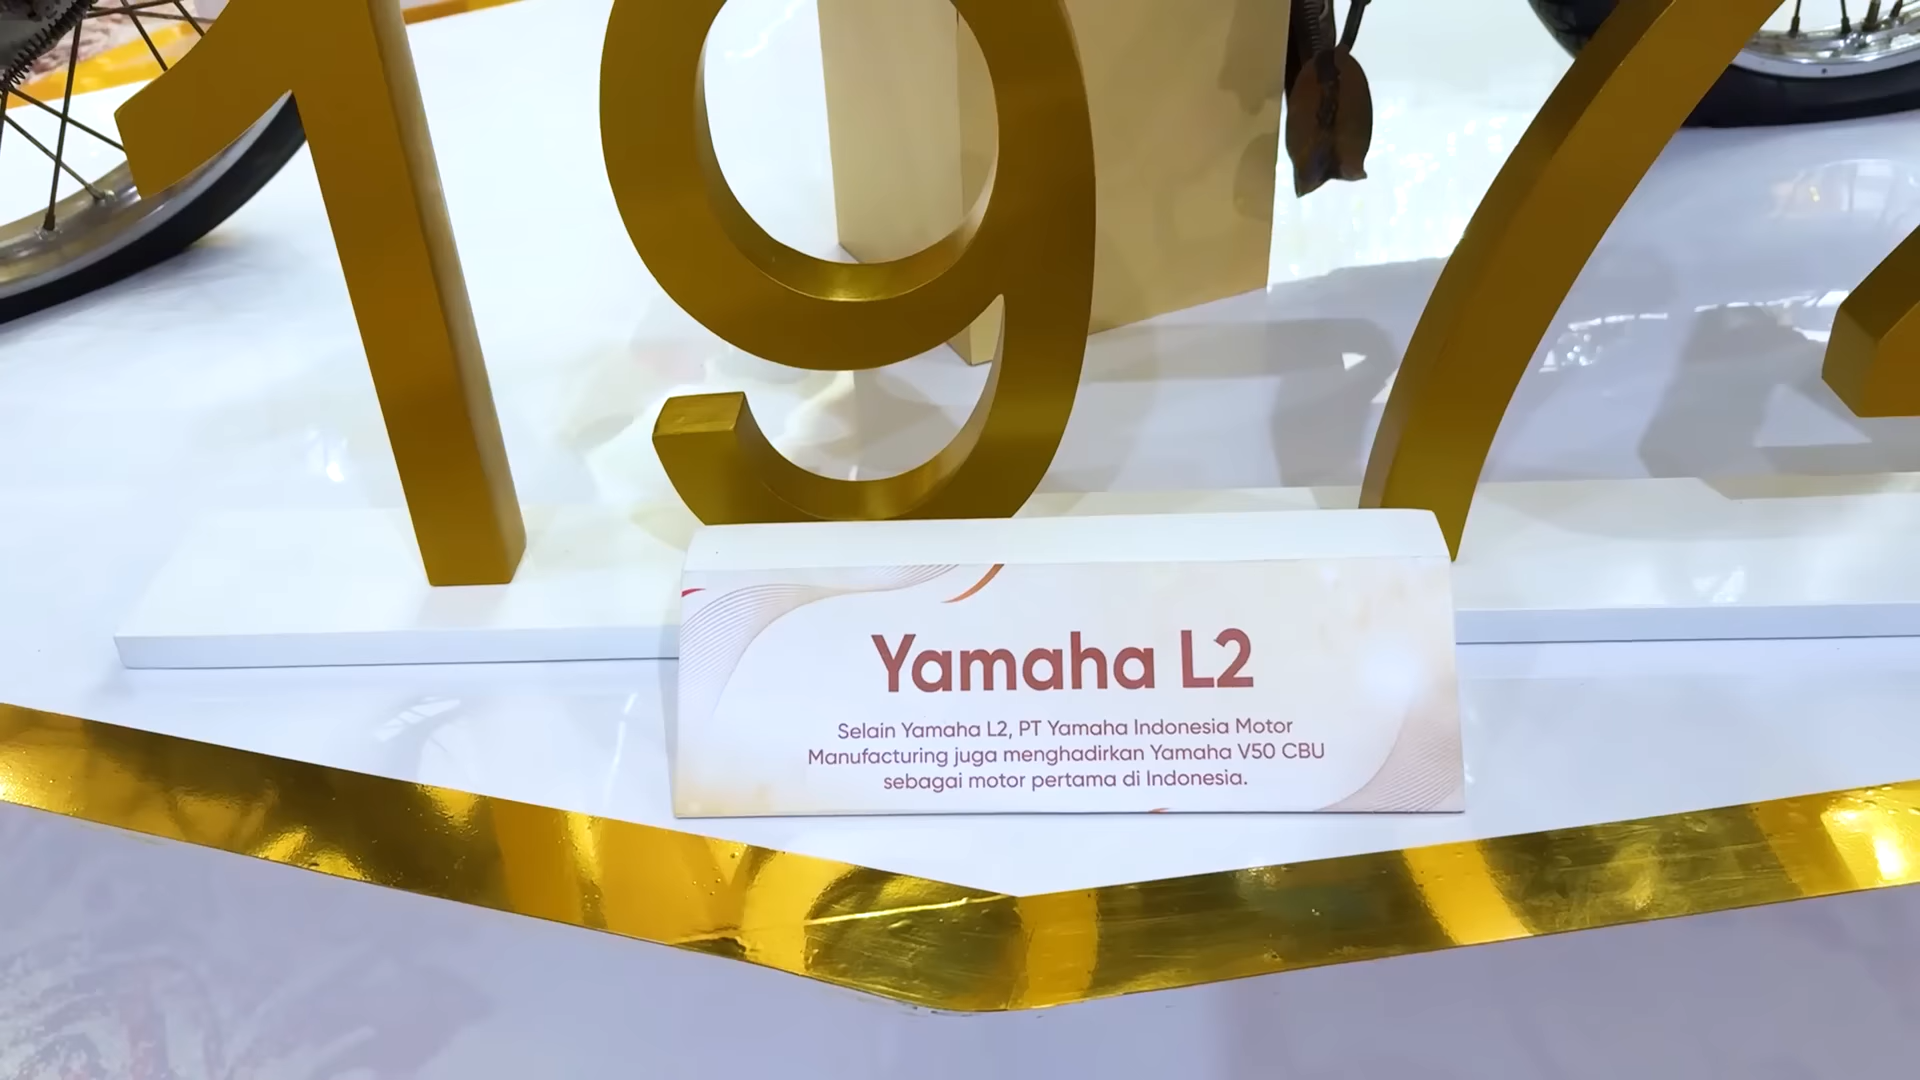 197
Yamaha L2
Selain Yamaha L2, PT Yamaha Indonesia Motor
Manufacturing juga menghadirkan Yamaha V50 CBU
sebagai motor pertama di Indonesia.